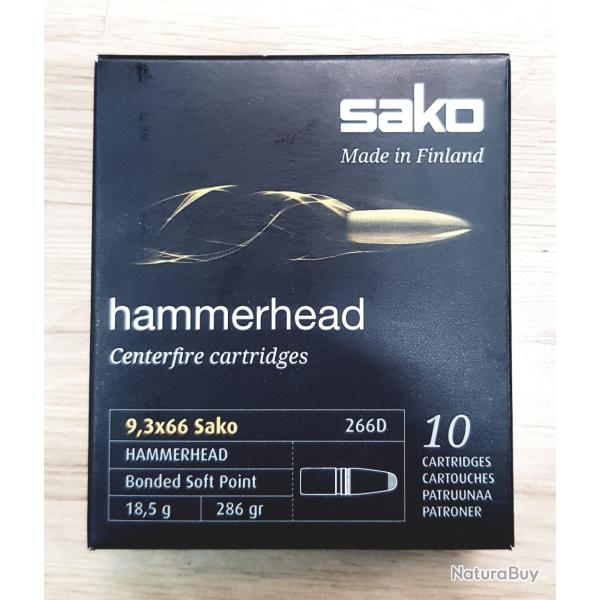 sako
Made in Finland
hammerhead
Centerfire cartridges
9,3x66 Sako 266D
HAMMERHEAD
Bonded Soft Point
18,5 g 286 gr
10
CARTRIDGES
CARTOUCHES
PATRUUNAA
PATRONER
NaturaBuy